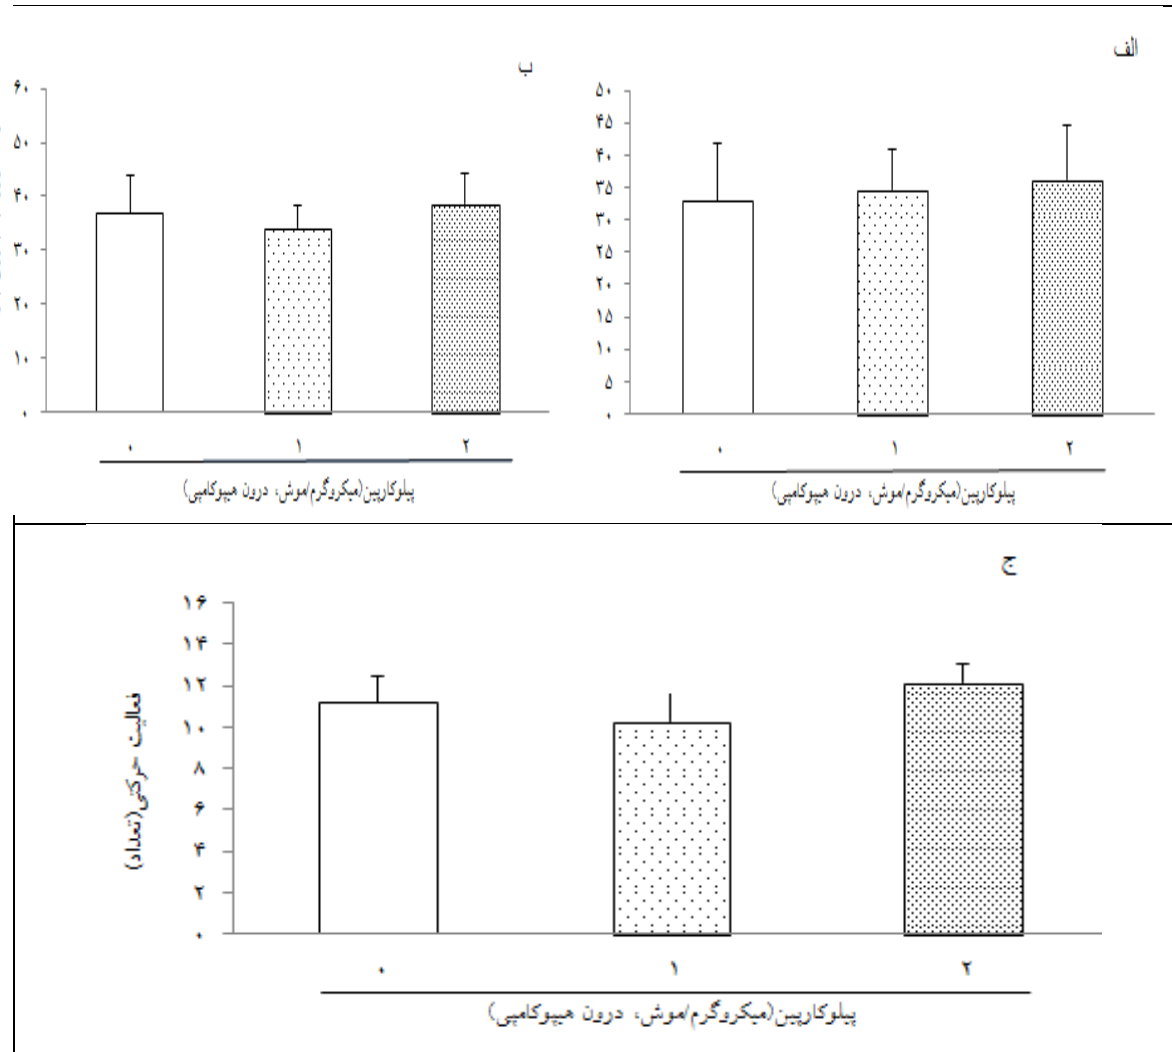 الف
۵۰
۴۵
۴۰
۳۵
۳۰
۲۵
۲۰
۱۵
۱۰
۵
۰
۰ ۱ ۲
پیلوکارپین(میکروگرم/موش، درون هیپوکامپی)
ب
۶۰
۵۰
۴۰
۳۰
۲۰
۱۰
۰
۰ ۱ ۲
پیلوکارپین(میکروگرم/موش، درون هیپوکامپی)
ج
فعالیت حرکتی(تعداد)
۱۶
۱۴
۱۲
۱۰
۸
۶
۴
۲
۰
۰ ۱ ۲
پیلوکارپین(میکروگرم/موش، درون هیپوکامپی)